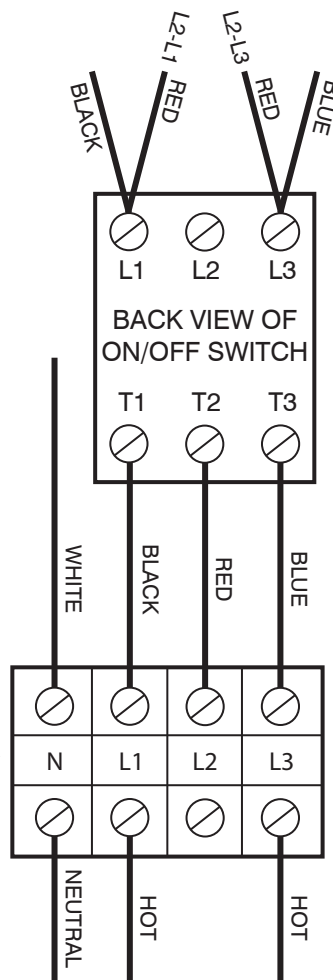 L2-L1
BLACK
RED
L2-L3
RED
BLUE
L1 L2 L3
BACK VIEW OF
ON/OFF SWITCH
T1 T2 T3
WHITE
BLACK
RED
BLUE
N L1 L2 L3
NEUTRAL
HOT
HOT